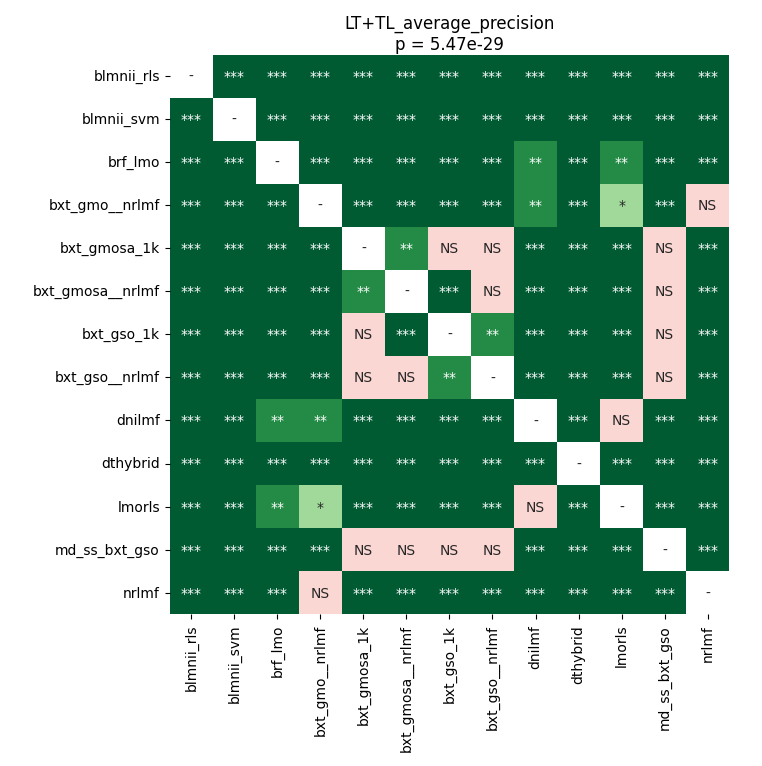 LT+TL_average_precision
p = 5.47e-29
blmnii_rls - *** *** *** *** *** *** *** *** *** *** *** ***
blmnii_svm *** - *** *** *** *** *** *** *** *** *** *** ***
brf_lmo *** *** - *** *** *** *** *** ** *** ** *** ***
bxt_gmo__nrlmf *** *** *** - *** *** *** *** ** *** * *** NS
bxt_gmosa_1k *** *** *** *** - ** NS NS *** *** *** NS ***
bxt_gmosa__nrlmf *** *** *** *** ** - *** NS *** *** *** NS ***
bxt_gso_1k *** *** *** *** NS *** - ** *** *** *** NS ***
bxt_gso__nrlmf *** *** *** *** NS NS ** - *** *** *** NS ***
dnilmf *** *** ** ** *** *** *** *** - *** NS *** ***
dthybrid *** *** *** *** *** *** *** *** *** - *** *** ***
lmorls *** *** ** * *** *** *** *** NS *** - *** ***
md_ss_bxt_gso *** *** *** *** NS NS NS NS *** *** *** - ***
nrlmf *** *** *** NS *** *** *** *** *** *** *** *** -
blmnii_rls
blmnii_svm
brf_lmo
bxt_gmo__nrlmf
bxt_gmosa_1k
bxt_gmosa__nrlmf
bxt_gso_1k
bxt_gso__nrlmf
dnilmf
dthybrid
lmorls
md_ss_bxt_gso
nrlmf